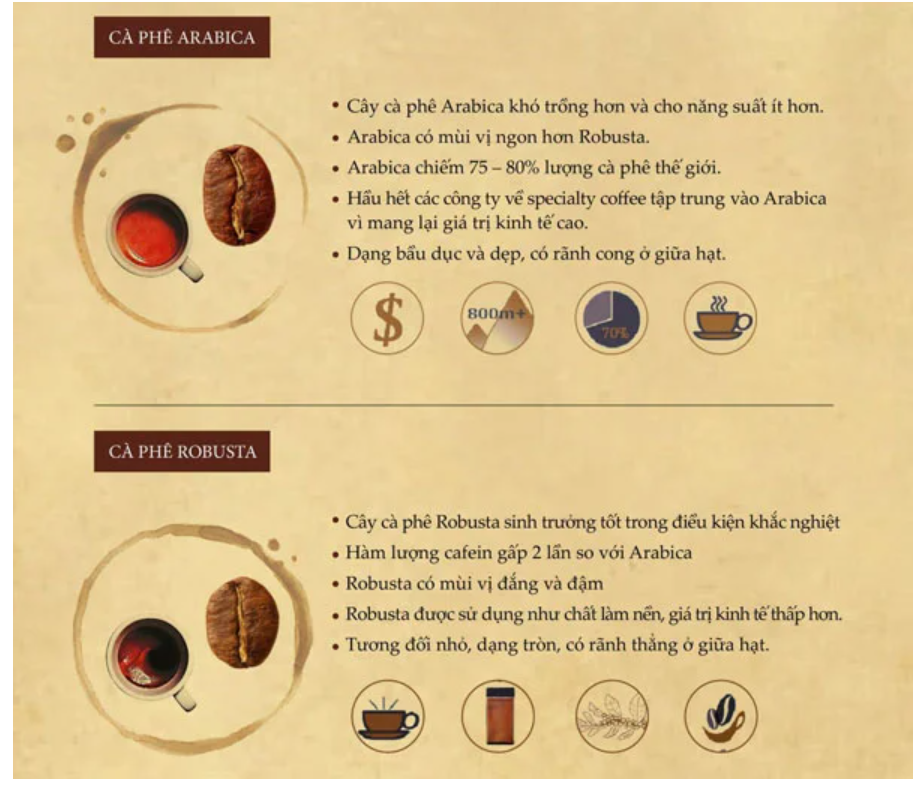 CÀ PHÊ ARABICA
• Cây cà phê Arabica khó trồng hơn và cho năng suất ít hơn.
• Arabica có mùi vị ngon hơn Robusta.
• Arabica chiếm 75 – 80% lượng cà phê thế giới.
• Hầu hết các công ty về specialty coffee tập trung vào Arabica
vì mang lại giá trị kinh tế cao.
• Dạng bầu dục và dẹp, có rãnh cong ở giữa hạt.
$
800m+
70%
CÀ PHÊ ROBUSTA
• Cây cà phê Robusta sinh trưởng tốt trong điều kiện khắc nghiệt
• Hàm lượng cafein gấp 2 lần so với Arabica
• Robusta có mùi vị đắng và đậm
• Robusta được sử dụng như chất làm nền, giá trị kinh tế thấp hơn.
• Tương đối nhỏ, dạng tròn, có rãnh thẳng ở giữa hạt.